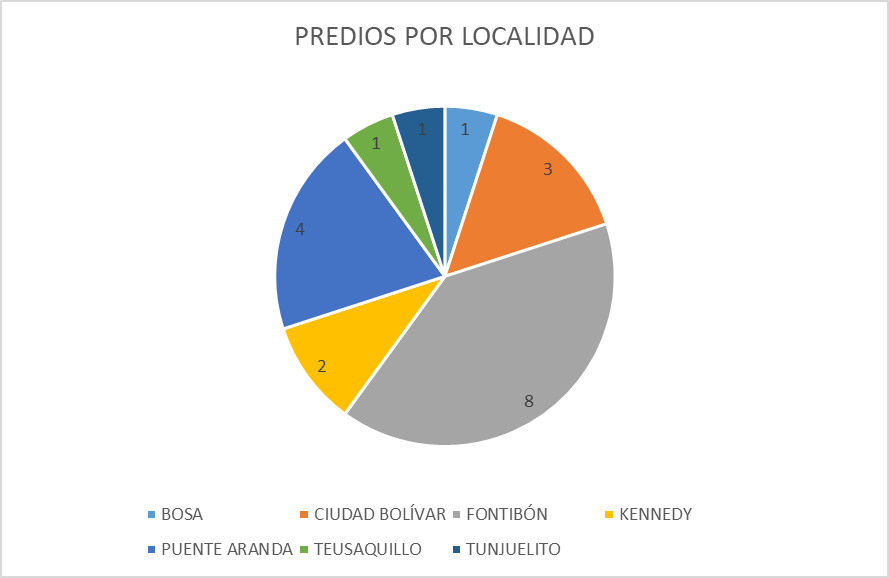 PREDIOS POR LOCALIDAD
1 1
1 3
4
2 8
BOSA CIUDAD BOLÍVAR FONTIBÓN KENNEDY
PUENTE ARANDA TEUSAQUILLO TUNJUELITO